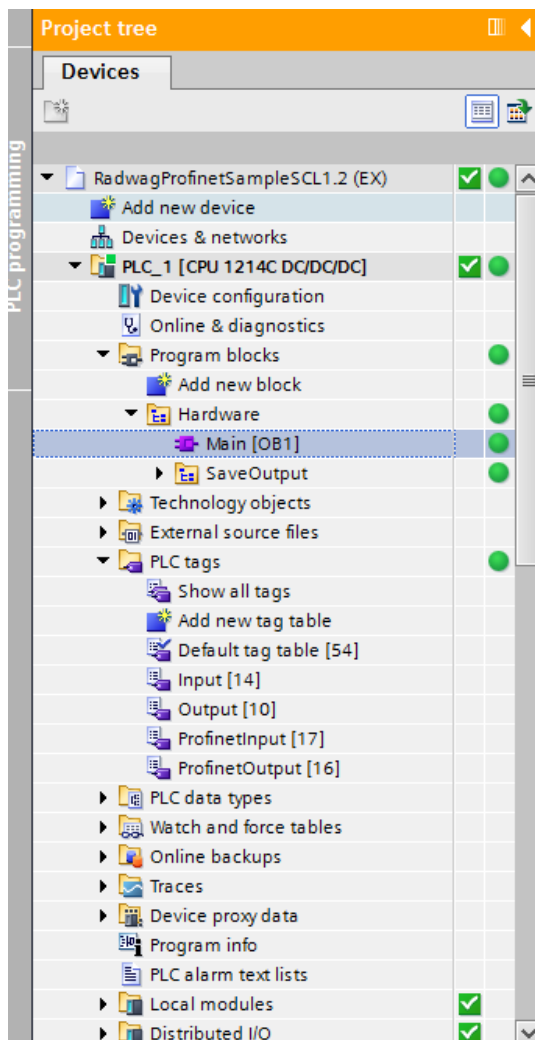 Project tree
Devices
PLC programming
RadwagProfinetSampleSCL1.2 (EX)
Add new device
Devices & networks
PLC_1 [CPU 1214C DC/DC/DC]
Device configuration
Online & diagnostics
Program blocks
Add new block
Hardware
Main [OB1]
SaveOutput
Technology objects
External source files
PLC tags
Show all tags
Add new tag table
Default tag table [54]
Input [14]
Output [10]
ProfinetInput [17]
ProfinetOutput [16]
PLC data types
Watch and force tables
Online backups
Traces
Device proxy data
Program info
PLC alarm text lists
Local modules
Distributed I/O